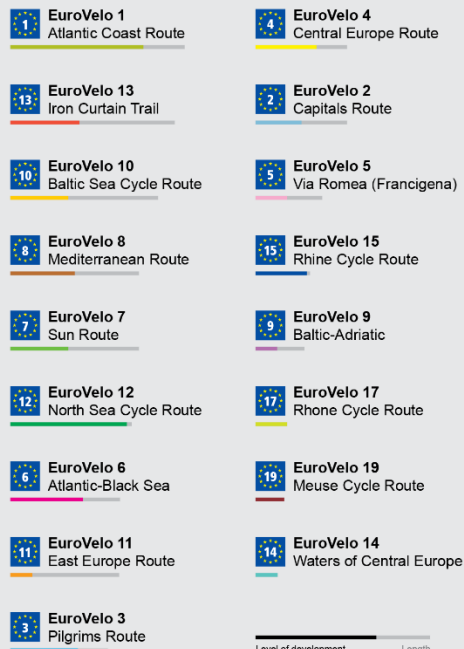 1
EuroVelo 1
Atlantic Coast Route
13
EuroVelo 13
Iron Curtain Trail
10
EuroVelo 10
Baltic Sea Cycle Route
8
EuroVelo 8
Mediterranean Route
7
EuroVelo 7
Sun Route
12
EuroVelo 12
North Sea Cycle Route
6
EuroVelo 6
Atlantic-Black Sea
11
EuroVelo 11
East Europe Route
3
EuroVelo 3
Pilgrims Route
4
EuroVelo 4
Central Europe Route
2
EuroVelo 2
Capitals Route
5
EuroVelo 5
Via Romea (Francigena)
15
EuroVelo 15
Rhine Cycle Route
9
EuroVelo 9
Baltic-Adriatic
17
EuroVelo 17
Rhone Cycle Route
19
EuroVelo 19
Meuse Cycle Route
14
EuroVelo 14
Waters of Central Europe
Level of development
Length